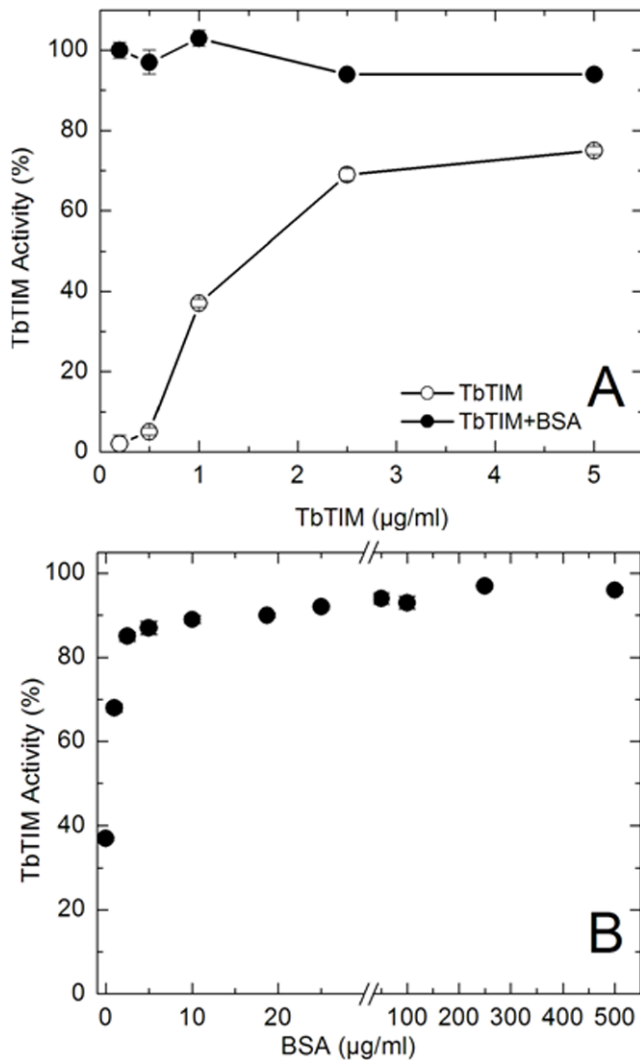 100
80
60
40
20
0
TbTIM Activity (%)
TbTIM
TbTIM+BSA
A
0 1 2 3 4 5
TbTIM (µg/ml)
100
80
60
40
20
0
TbTIM Activity (%)
B
0 10 20 100 200 300 400 500
BSA (µg/ml)